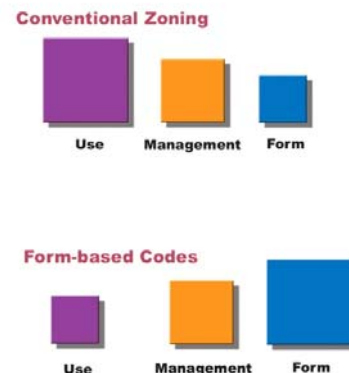 Conventional Zoning
Use Management Form
Form-based Codes
Use Management Form